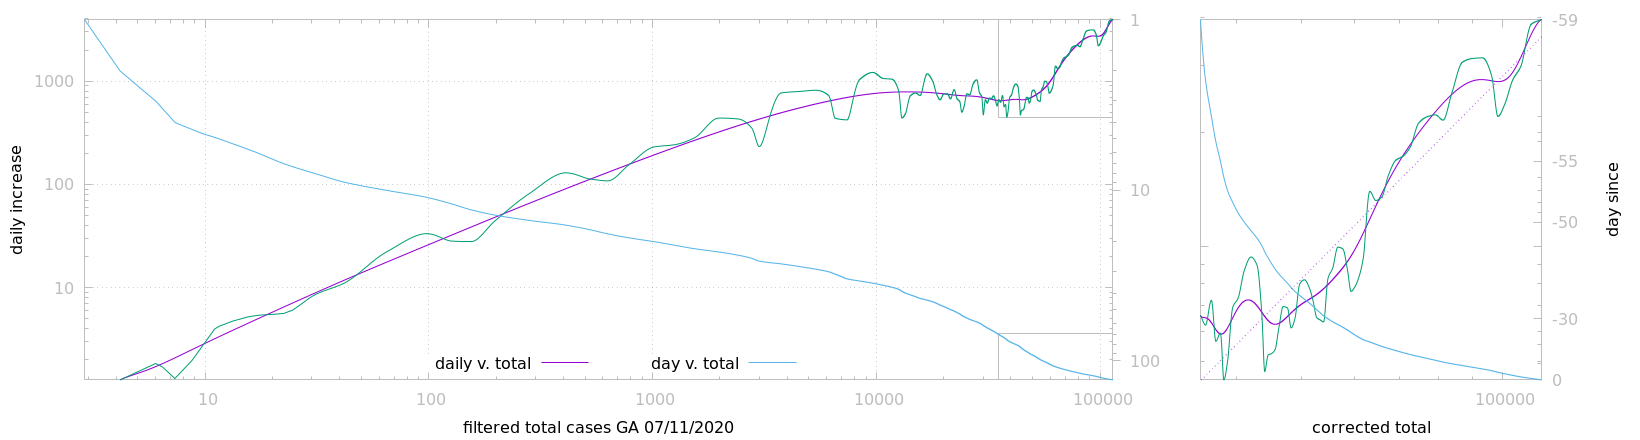 daily increase
1000
100
10
10
100
1000
10000
100000
filtered total cases GA 07/11/2020
daily v. total
day v. total
1
10
100
-59
-55
-50
-30
0
day since
100000
corrected total